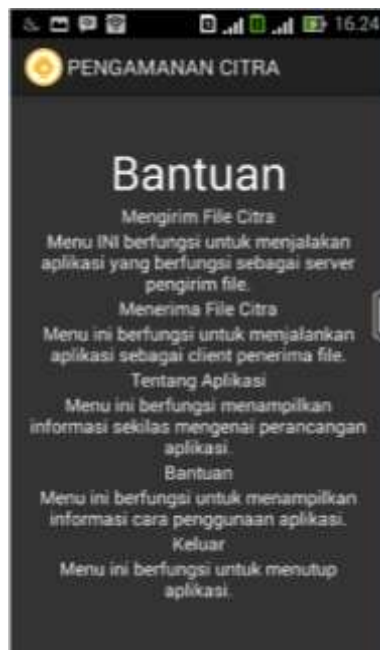 16.24
PENGAMANAN CITRA
Bantuan
Mengirim File Citra
Menu INI berfungsi untuk menjalakan
aplikasi yang berfungsi sebagai server
pengirim file.
Menerima File Citra
Menu ini berfungsi untuk menjalankan
aplikasi sebagai client penerima file.
Tentang Aplikasi
Menu ini berfungsi menampilkan
informasi sekilas mengenai perancangan
aplikasi.
Bantuan
Menu ini berfungsi untuk menampilkan
informasi cara penggunaan aplikasi.
Keluar
Menu ini berfungsi untuk menutup
aplikasi.